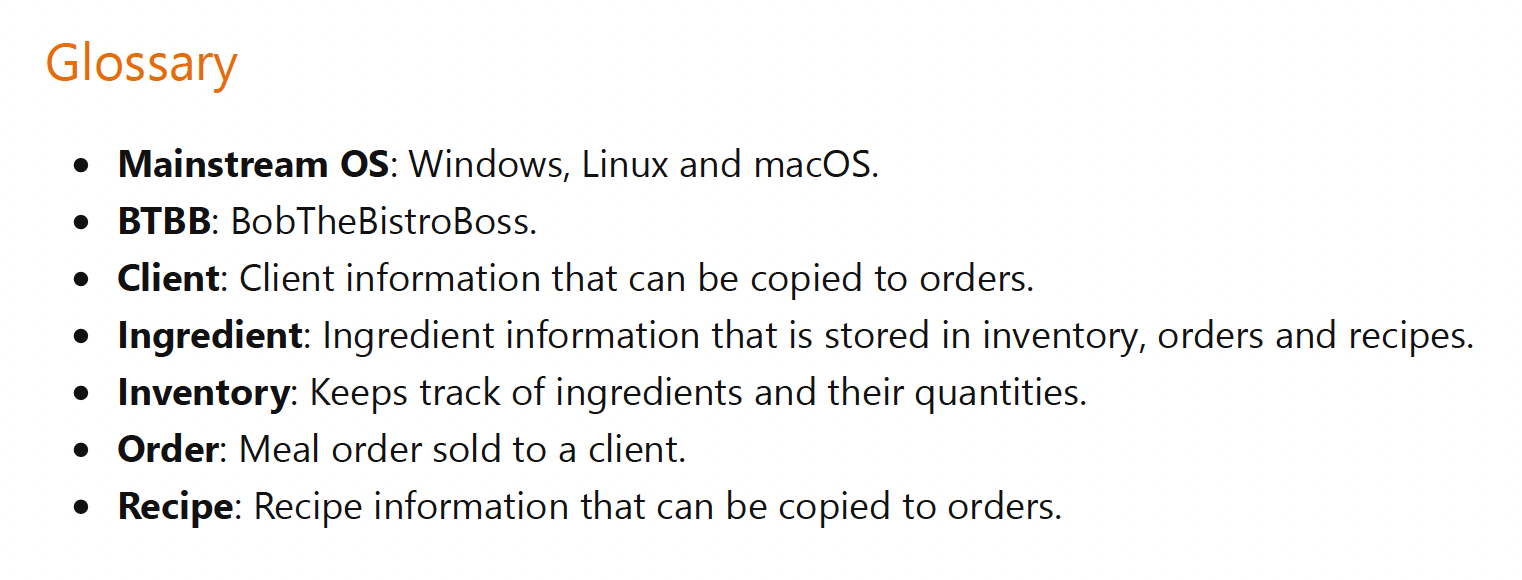 Glossary
• Mainstream OS: Windows, Linux and macOS.
• BTBB: BobTheBistroBoss.
• Client: Client information that can be copied to orders.
• Ingredient: Ingredient information that is stored in inventory, orders and recipes.
• Inventory: Keeps track of ingredients and their quantities.
• Order: Meal order sold to a client.
• Recipe: Recipe information that can be copied to orders.